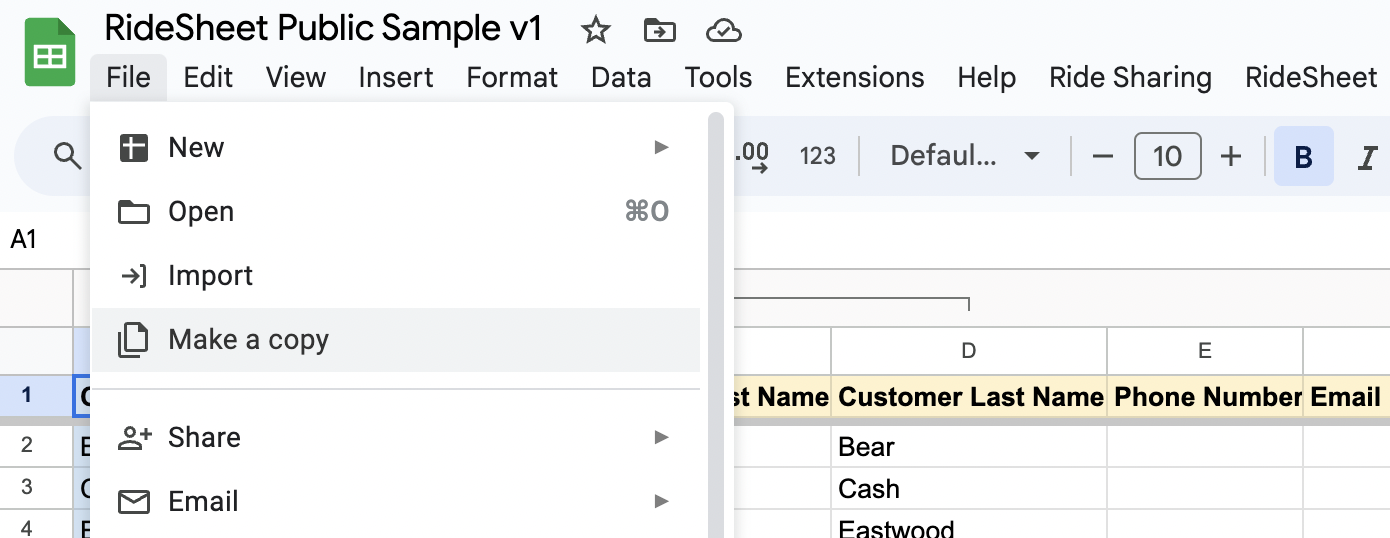 RideSheet Public Sample v1
File Edit View Insert Format Data Tools Extensions Help Ride Sharing RideSheet
New
.00 123 Defaul... 10 B I
Open ⌘O
A1
Import
Make a copy
D E
1 st Name Customer Last Name Phone Number Email
Share
2 Bear
3 Cash
Email
4 Eastwood